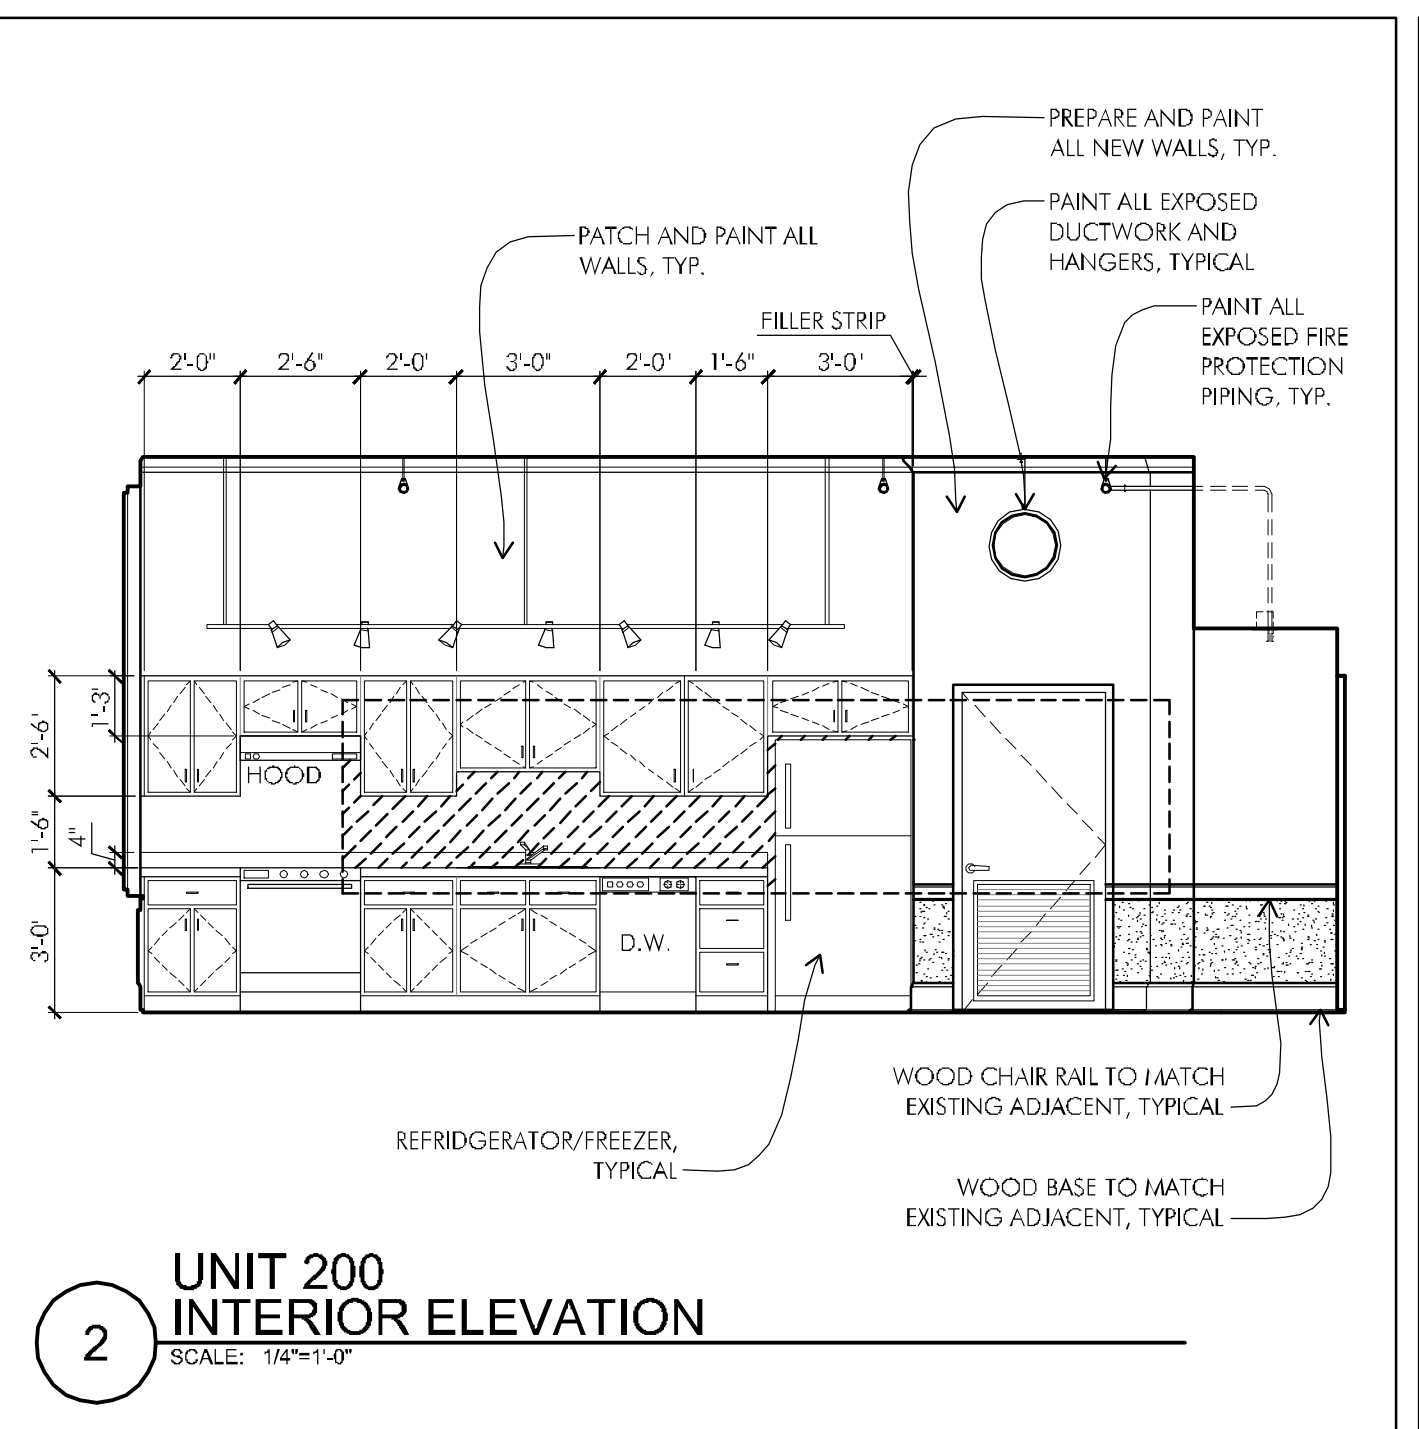 PREPARE AND PAINT
ALL NEW WALLS, TYP.
PAINT ALL EXPOSED
DUCTWORK AND
HANGERS, TYPICAL
PATCH AND PAINT ALL
WALLS, TYP.
PAINT ALL
EXPOSED FIRE
PROTECTION
PIPING, TYP.
FILLER STRIP
2'-0" 2'-6" 2'-0' 3'-0" 2'-0' 1'-6" 3'-0'
1'-3'
2'-6'
HOOD
1'-6"
4"
3'-0'
D.W.
WOOD CHAIR RAIL TO MATCH
EXISTING ADJACENT, TYPICAL
REFRIDGERATOR/FREEZER,
TYPICAL
WOOD BASE TO MATCH
EXISTING ADJACENT, TYPICAL
UNIT 200
INTERIOR ELEVATION
2
SCALE: 1/4"=1'-0"